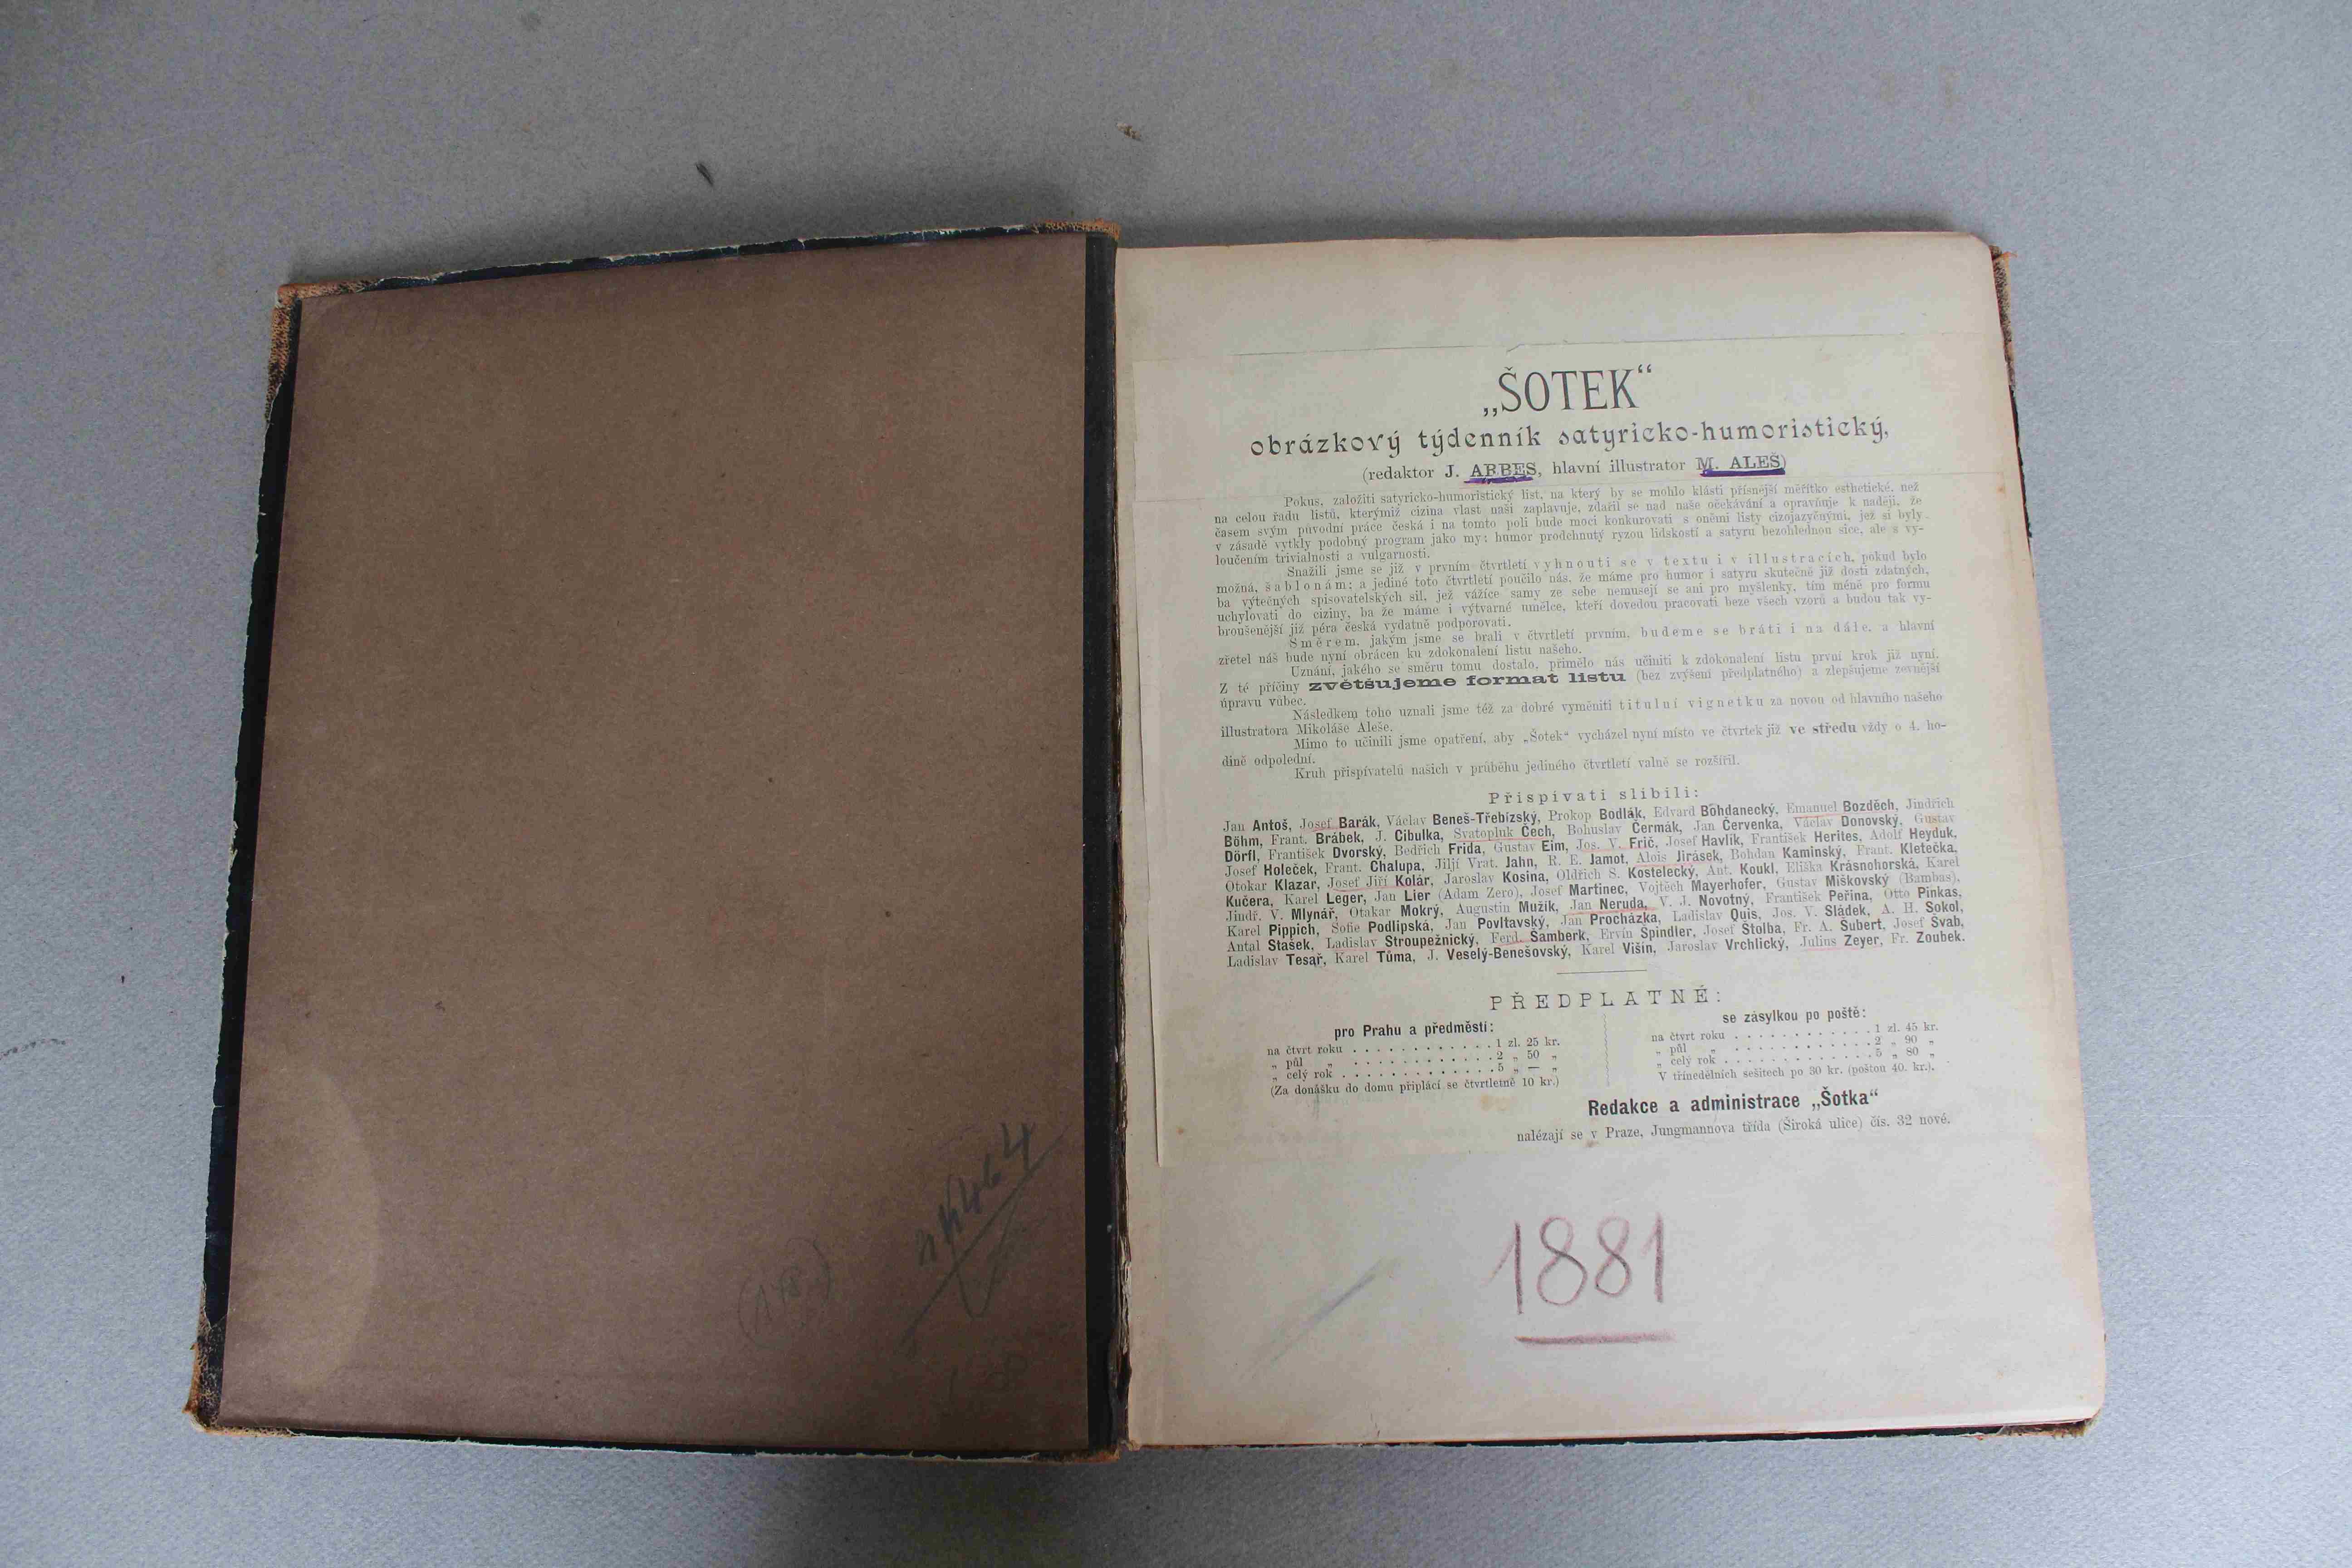 „ŠOTEK“
obrázkový týdenník satyricko-humoristický,
(redaktor J. ARBES, hlavní illustrator M. ALEŠ)
Pokus, založiti satyricko-humoristický list, na který by se mohlo klásti přísnější měřítko esthetické, než
na celou řadu listů, kterýmiž cizina vlast naši zaplavuje, zdařil se nad naše očekávání a opravňuje k naději, že
časem svým původní práce česká i na tomto poli bude moci konkurovati s oněmi listy cizojazyčnými, jež si byly
v zásadě vytkly podobný program jako my: humor prodchnutý ryzou lidskostí a satyru bezohlednou sice, ale s vy-
loučením trivialnosti a vulgarnosti.
Snažili jsme se již v prvním čtvrtletí vyhnouti se v textu i v illustracích, pokud bylo
možná, šablonám; a jediné toto čtvrtletí poučilo nás, že máme pro humor i satyru skutečně již dosti zdatných,
ba výtečných spisovatelských sil, jež vážíce samy ze sebe nemusejí se ani pro myšlenky, tím méně pro formu
uchylovati do ciziny, ba že máme i výtvarné umělce, kteří dovedou pracovati beze všech vzorů a budou tak vy-
broušenější již péra česká vydatně podporovati.
Směrem, jakým jsme se brali v čtvrtletí prvním, budeme se bráti i na dále, a hlavní
zřetel náš bude nyní obrácen ku zdokonalení listu našeho.
Uznání, jakého se směru tomu dostalo, přimělo nás učiniti k zdokonalení listu první krok již nyní.
Z té příčiny zvětšujeme format listu (bez zvýšení předplatného) a zlepšujeme zevnější
úpravu vůbec.
Následkem toho uznali jsme též za dobré vyměniti titulní vignetku za novou od hlavního našeho
illustratora Mikoláše Aleše.
Mimo to učinili jsme opatření, aby „Šotek“ vycházel nyní místo ve čtvrtek již ve středu vždy o 4. ho-
dině odpolední.
Kruh přispívatelů našich v průběhu jediného čtvrtletí valně se rozšířil.
Přispívati slíbili:
Jan Antoš, Josef Barák, Václav Beneš-Třebízský, Prokop Bodlák, Edvard Bohdanecký, Emanuel Bozděch, Jindřich
Böhm, Frant. Brábek, J. Cibulka, Svatopluk Čech, Bohuslav Čermák, Jan Červenka, Václav Donovský, Gustav
Dörfl, František Dvorský, Bedřich Frida, Gustav Eim, Jos. V. Frič, Josef Havlík, František Herites, Adolf Heyduk,
Josef Holeček, Frant. Chalupa, Jiljí Vrat. Jahn, R. E. Jamot, Alois Jirásek, Bohdan Kaminský, Frant. Kletečka,
Otokar Klazar, Josef Jiří Kolár, Jaroslav Kosina, Oldřich S. Kostelecký, Ant. Koukl, Eliška Krásnohorská, Karel
Kučera, Karel Leger, Jan Lier (Adam Zero), Josef Martinec, Vojtěch Mayerhofer, Gustav Miškovský (Bambas),
Jindř. V. Mlynář, Otakar Mokrý, Augustin Mužík, Jan Neruda, V. J. Novotný, František Peřina, Otto Pinkas,
Karel Pippich, Sofie Podlipská, Jan Povltavský, Jan Procházka, Ladislav Quis, Jos. V. Sládek, A. H. Sokol,
Antal Stašek, Ladislav Stroupežnický, Ferd. Šamberk, Ervín Špindler, Josef Štolba, Fr. A. Šubert, Josef Šváb,
Ladislav Tesař, Karel Tůma, J. Veselý-Benešovský, Karel Višín, Jaroslav Vrchlický, Julius Zeyer, Fr. Zoubek.
PŘEDPLATNÉ:
pro Prahu a předměstí:
na čtvrt roku . . . . . . . . . . . . 1 zl. 25 kr.
„ půl „ . . . . . . . . . . . . 2 „ 50 „
„ celý rok . . . . . . . . . . . . . 5 „ — „
(Za donášku do domu připlácí se čtvrtletně 10 kr.)
se zásylkou po poště:
na čtvrt roku . . . . . . . . . . . . 1 zl. 45 kr.
„ půl „ . . . . . . . . . . . . 2 „ 90 „
„ celý rok . . . . . . . . . . . . . 5 „ 80 „
V třínedělních sešitech po 30 kr. (poštou 40. kr.).
Redakce a administrace „Šotka“
nalézají se v Praze, Jungmannova třída (Široká ulice) čís. 32 nové.
1881